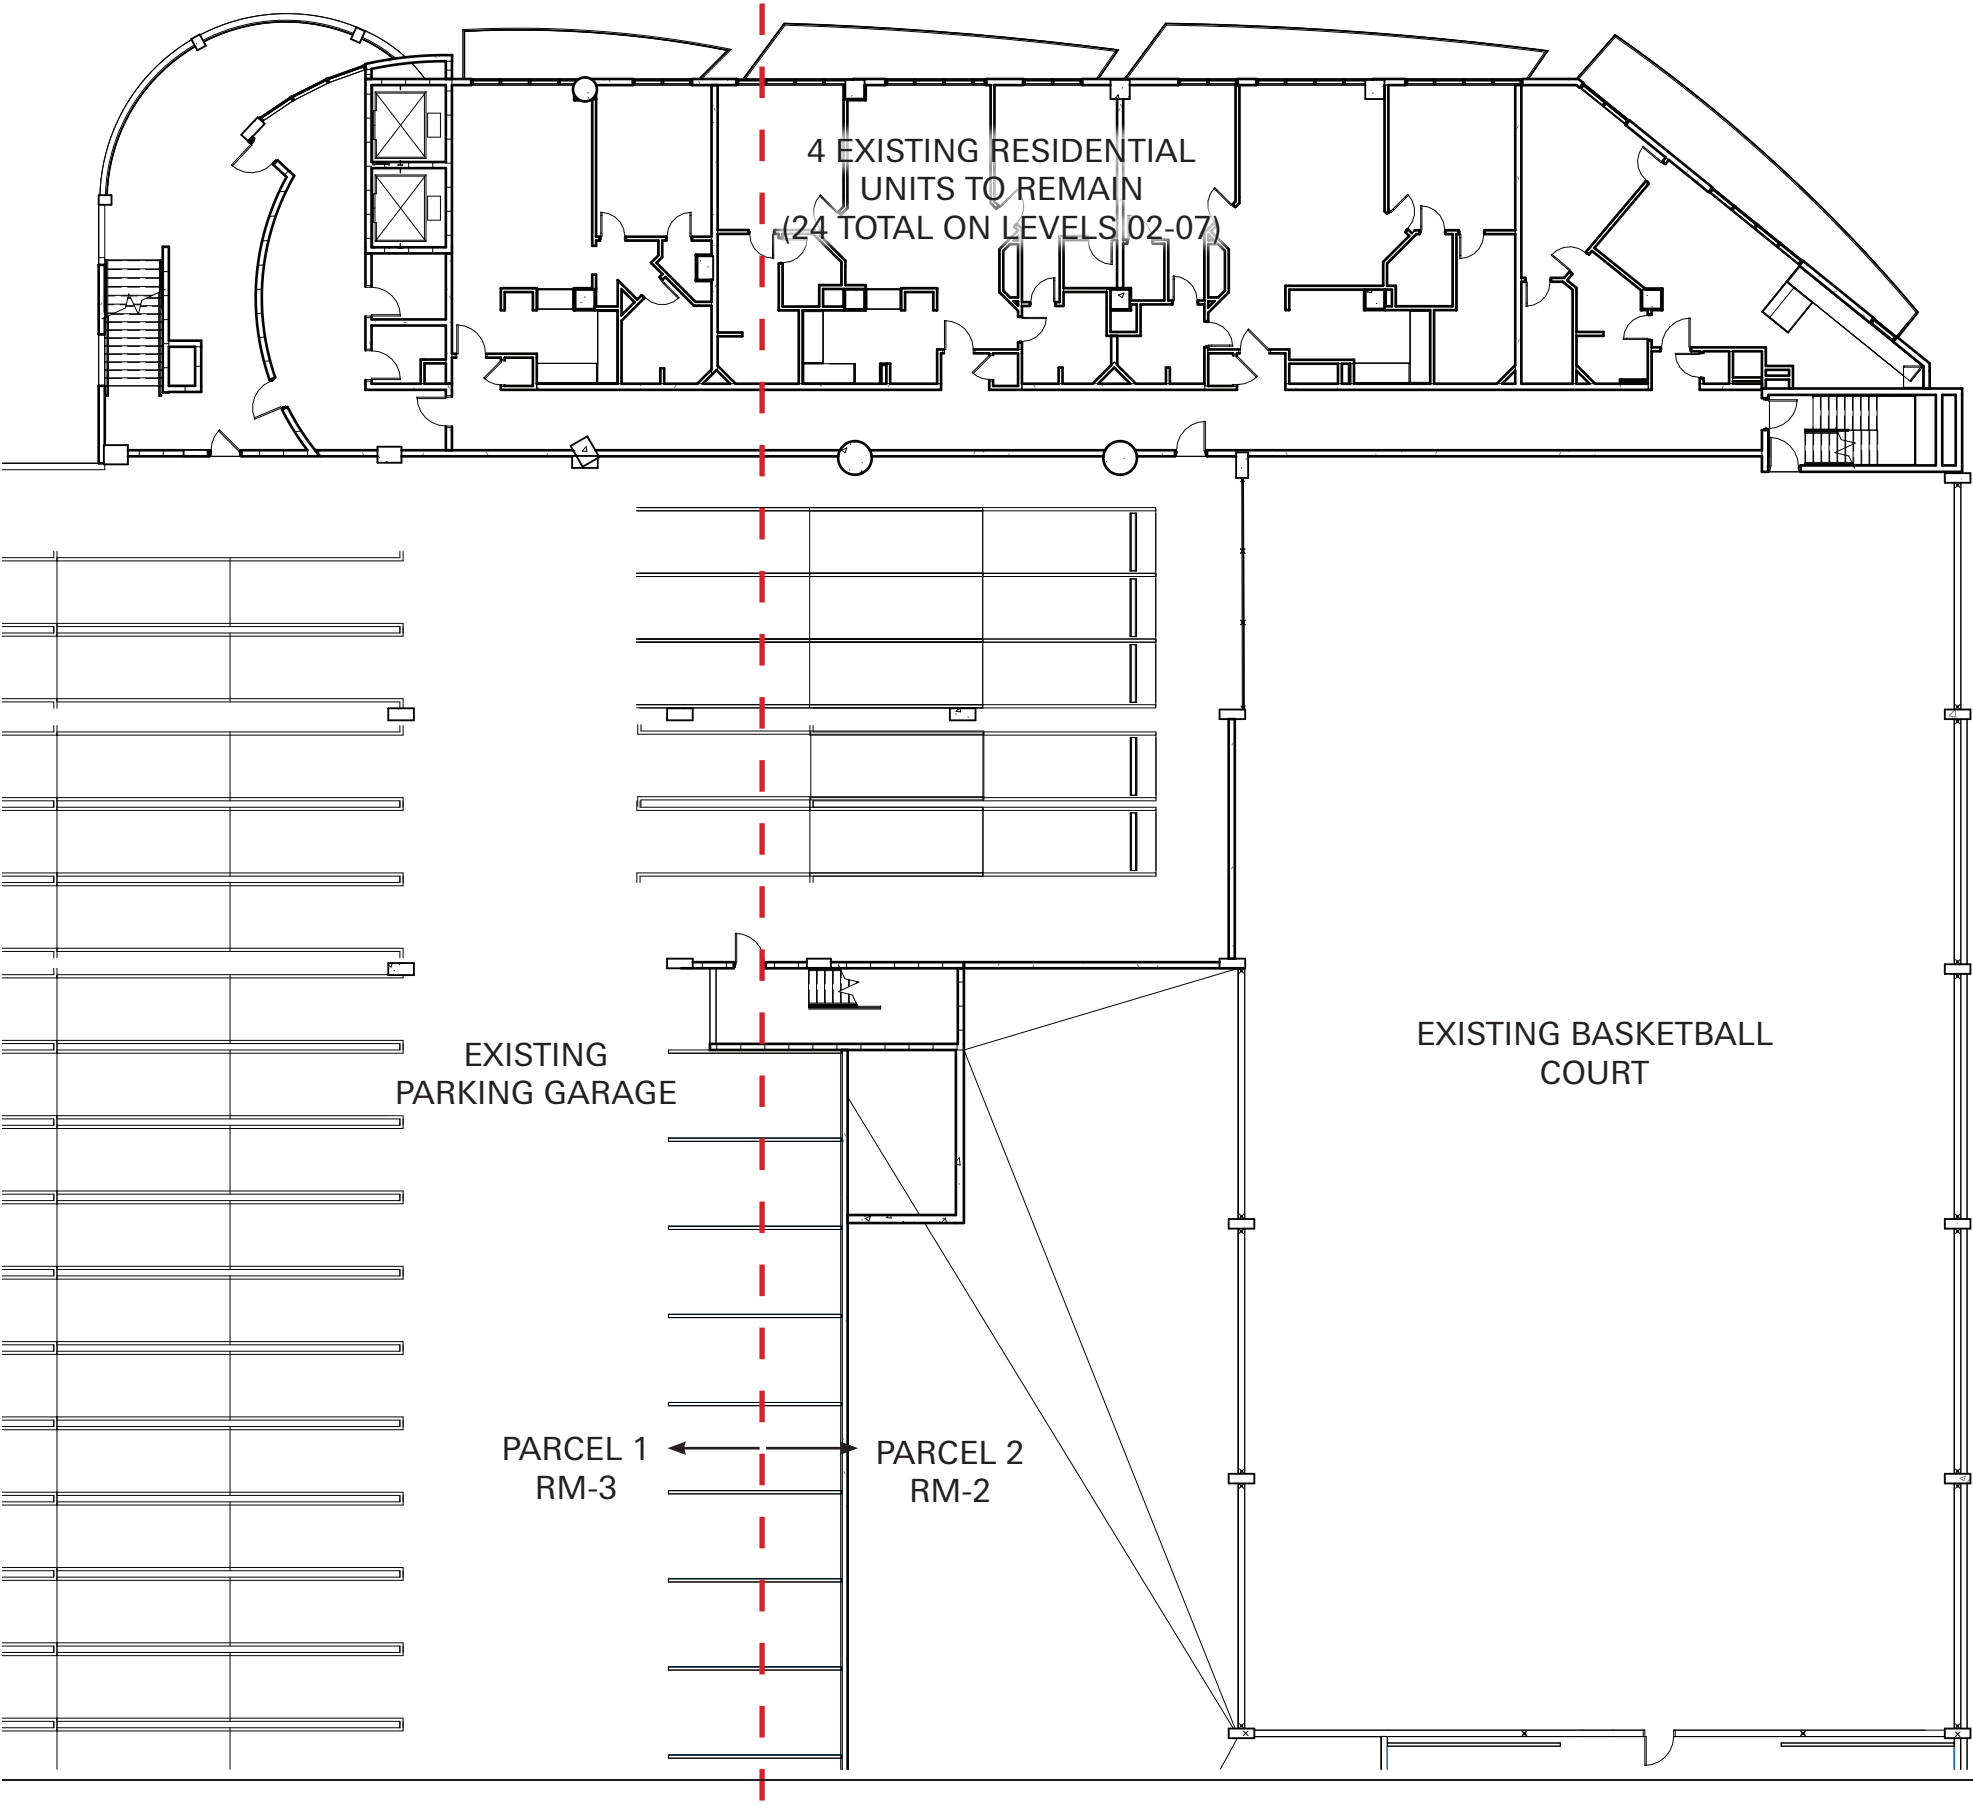 4 EXISTING RESIDENTIAL
UNITS TO REMAIN
(24 TOTAL ON LEVELS 02-07)
EXISTING BASKETBALL
COURT
EXISTING
PARKING GARAGE
PARCEL 1
RM-3
PARCEL 2
RM-2